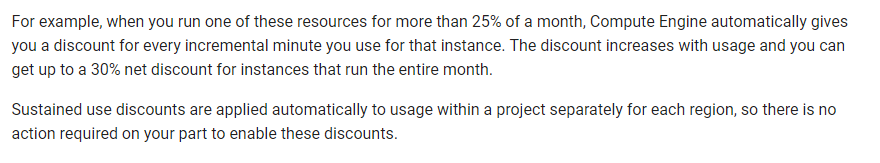 For example, when you run one of these resources for more than 25% of a month, Compute Engine automatically gives
you a discount for every incremental minute you use for that instance. The discount increases with usage and you can
get up to a 30% net discount for instances that run the entire month.
Sustained use discounts are applied automatically to usage within a project separately for each region, so there is no
action required on your part to enable these discounts.